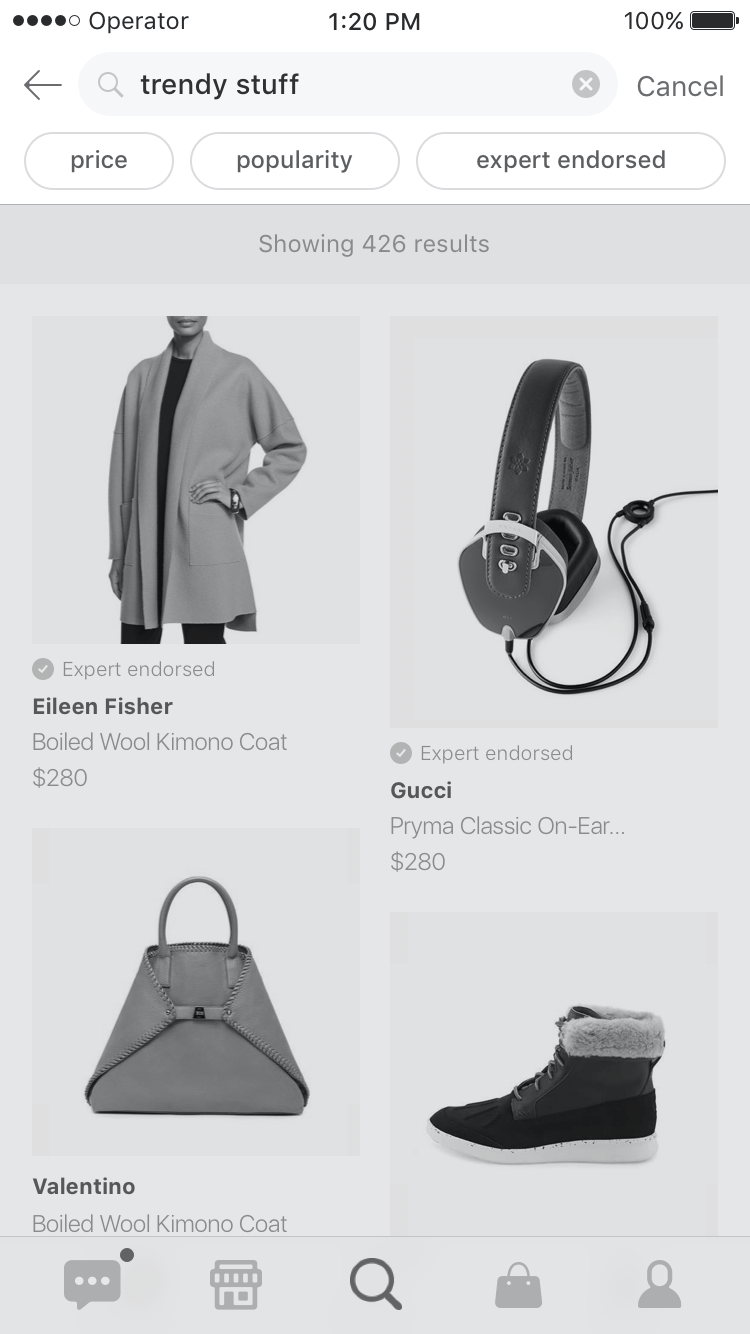 Operator 1:20 PM 100%
trendy stuff Cancel
price popularity expert endorsed
Showing 426 results
Expert endorsed
Eileen Fisher
Boiled Wool Kimono Coat
$280
Expert endorsed
Gucci
Pryma Classic On-Ear...
$280
Valentino
Boiled Wool Kimono Coat